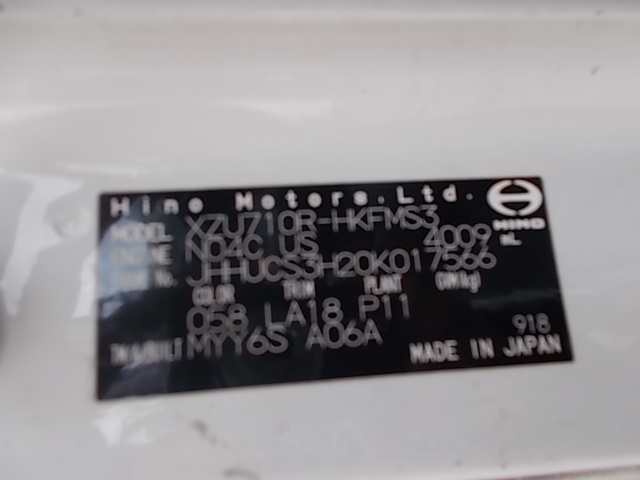 Hino Motors, Ltd.
HINO
MODEL XZU710R-HKFMS3
ENGINE N04C US 4009 mL
No. JHHUCS3H20K017566
COLOR TRIM PLANT GVM(kg)
058 LA18 P11
MYY6S A06A
918
MADE IN JAPAN